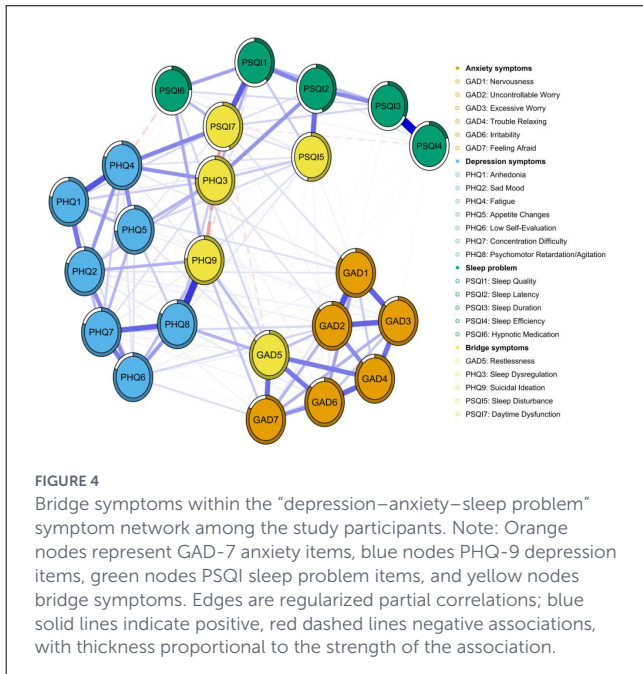 PSQI1
PSQI6
PSQI2
PSQI3
PSQI7
PSQI4
PSQI5
PHQ4
PHQ3
PHQ1
PHQ5
PHQ9
PHQ2
GAD1
PHQ7
PHQ8
GAD2
GAD3
GAD5
PHQ6
GAD4
GAD6
GAD7
Anxiety symptoms
GAD1: Nervousness
GAD2: Uncontrollable Worry
GAD3: Excessive Worry
GAD4: Trouble Relaxing
GAD6: Irritability
GAD7: Feeling Afraid
Depression symptoms
PHQ1: Anhedonia
PHQ2: Sad Mood
PHQ4: Fatigue
PHQ5: Appetite Changes
PHQ6: Low Self-Evaluation
PHQ7: Concentration Difficulty
PHQ8: Psychomotor Retardation/Agitation
Sleep problem
PSQI1: Sleep Quality
PSQI2: Sleep Latency
PSQI3: Sleep Duration
PSQI4: Sleep Efficiency
PSQI6: Hypnotic Medication
Bridge symptoms
GAD5: Restlessness
PHQ3: Sleep Dysregulation
PHQ9: Suicidal Ideation
PSQI5: Sleep Disturbance
PSQI7: Daytime Dysfunction
FIGURE 4
Bridge symptoms within the “depression–anxiety–sleep problem”
symptom network among the study participants. Note: Orange
nodes represent GAD-7 anxiety items, blue nodes PHQ-9 depression
items, green nodes PSQI sleep problem items, and yellow nodes
bridge symptoms. Edges are regularized partial correlations; blue
solid lines indicate positive, red dashed lines negative associations,
with thickness proportional to the strength of the association.